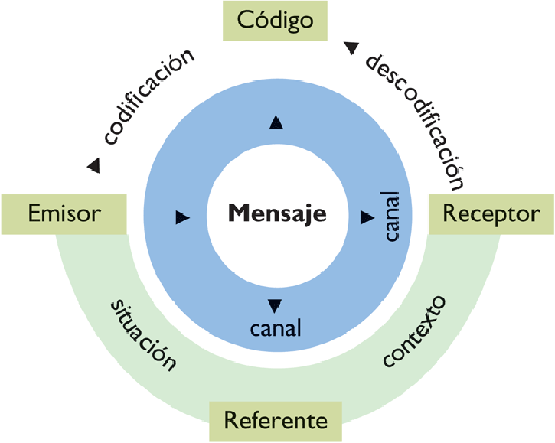 Código
codificación
descodificación
Emisor
Mensaje
canal
Receptor
canal
situación
contexto
Referente